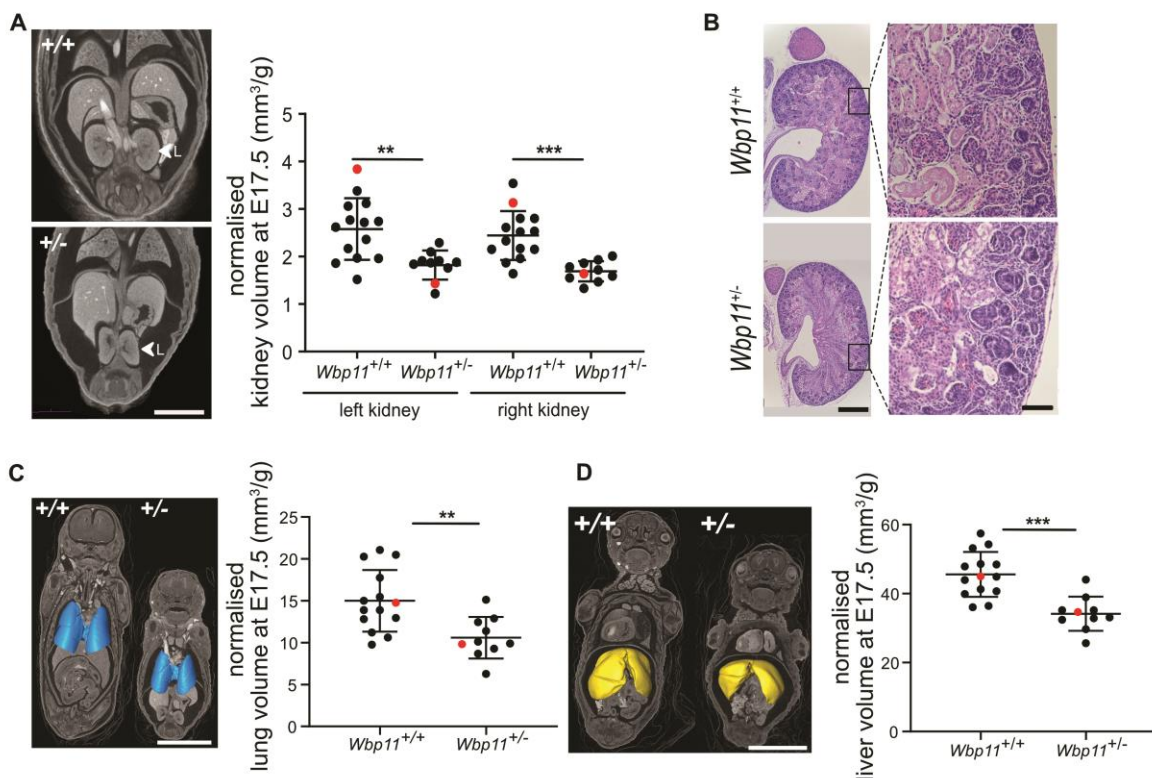 A
+/+
L
+/-
L
normalised
kidney volume at E17.5 (mm³/g)
5
4
3
2
1
0
**
***
Wbp11+/+ Wbp11+/- Wbp11+/+ Wbp11+/-
left kidney right kidney
B
Wbp11+/+
Wbp11+/-
C
+/+ +/-
normalised
lung volume at E17.5 (mm³/g)
25
20
15
10
5
0
**
Wbp11+/+ Wbp11+/-
D
+/+ +/-
normalised
liver volume at E17.5 (mm³/g)
60
40
20
0
***
Wbp11+/+ Wbp11+/-